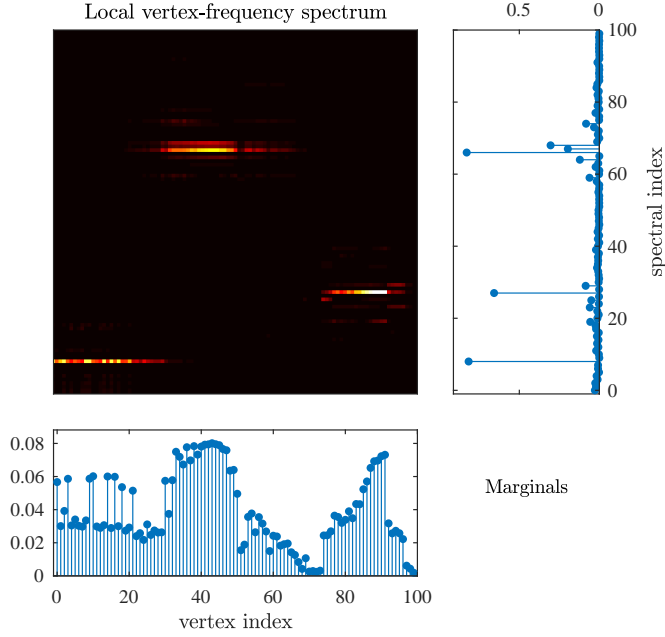 Local vertex-frequency spectrum
0.5 0
100
80
60
40
20
0
spectral index
0.08
0.06
0.04
0.02
0
0 20 40 60 80 100
vertex index
Marginals